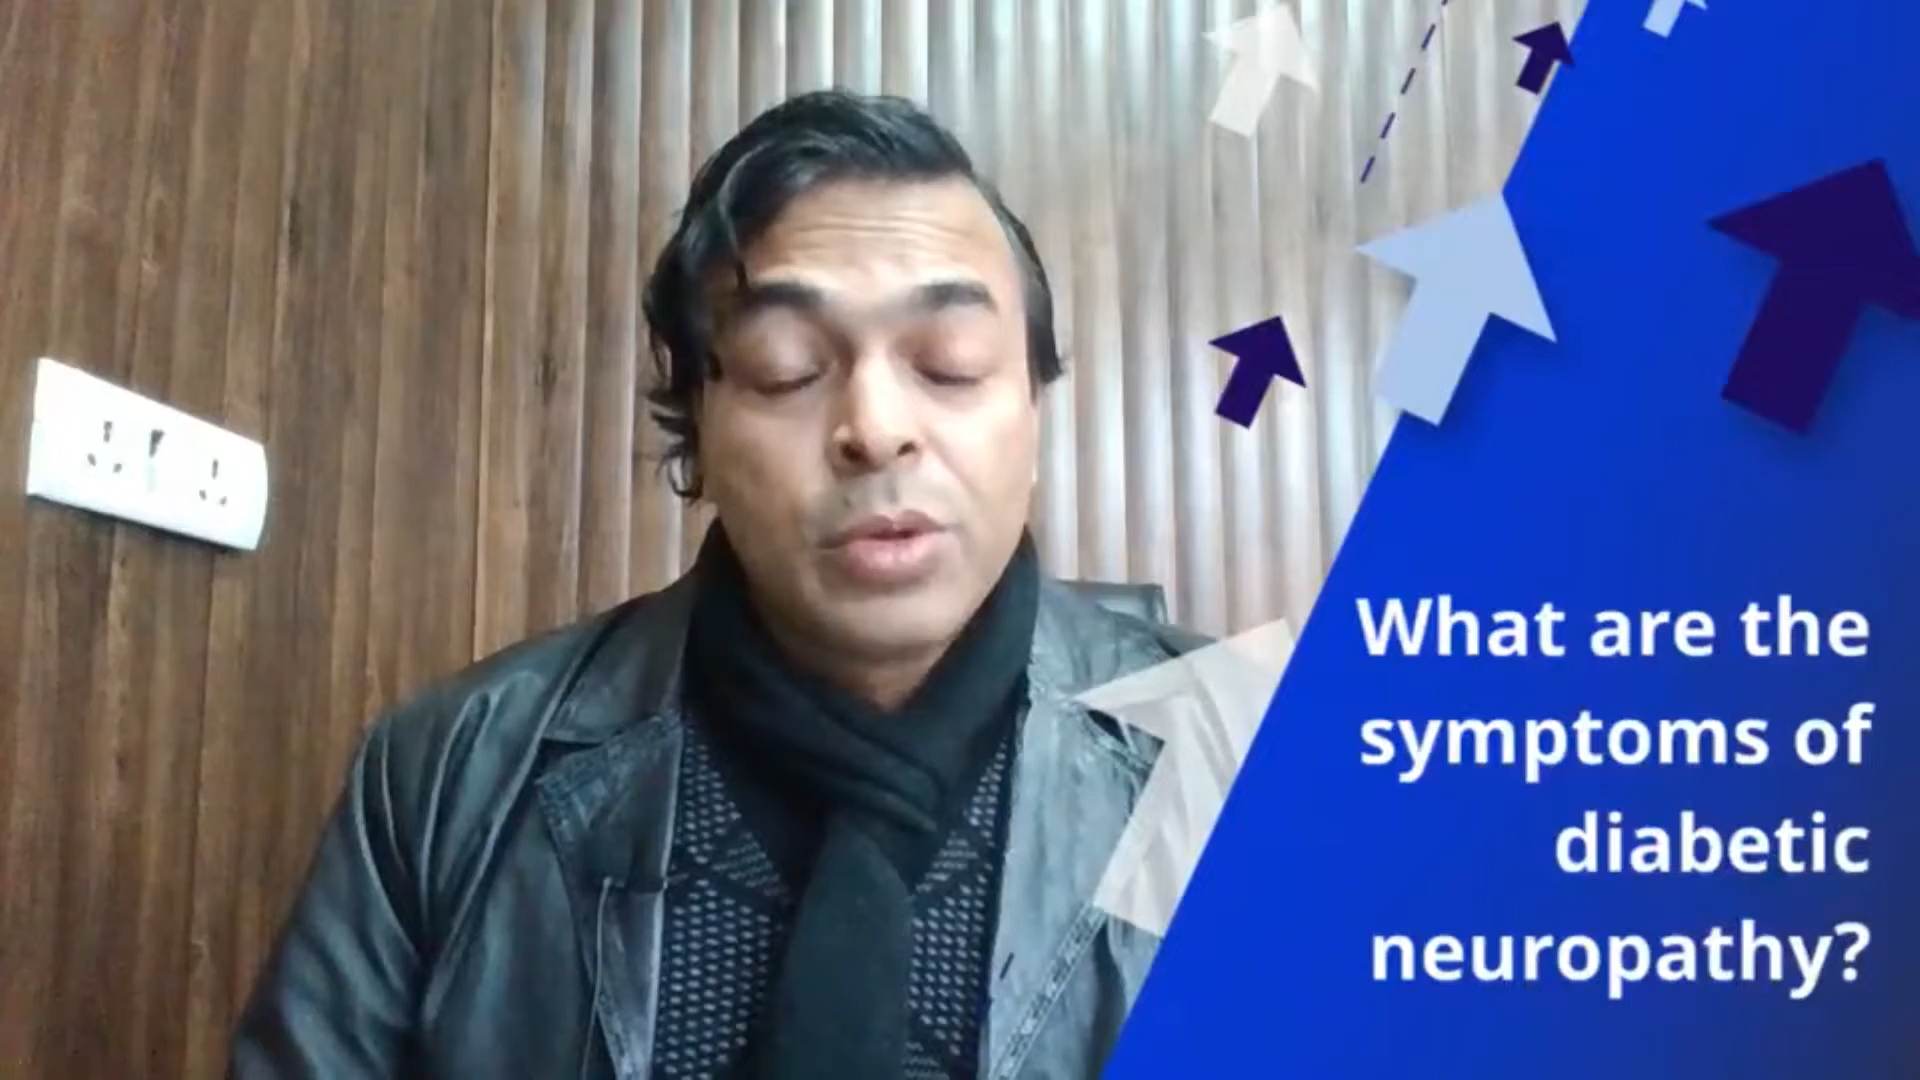 What are the
symptoms of
diabetic
neuropathy?